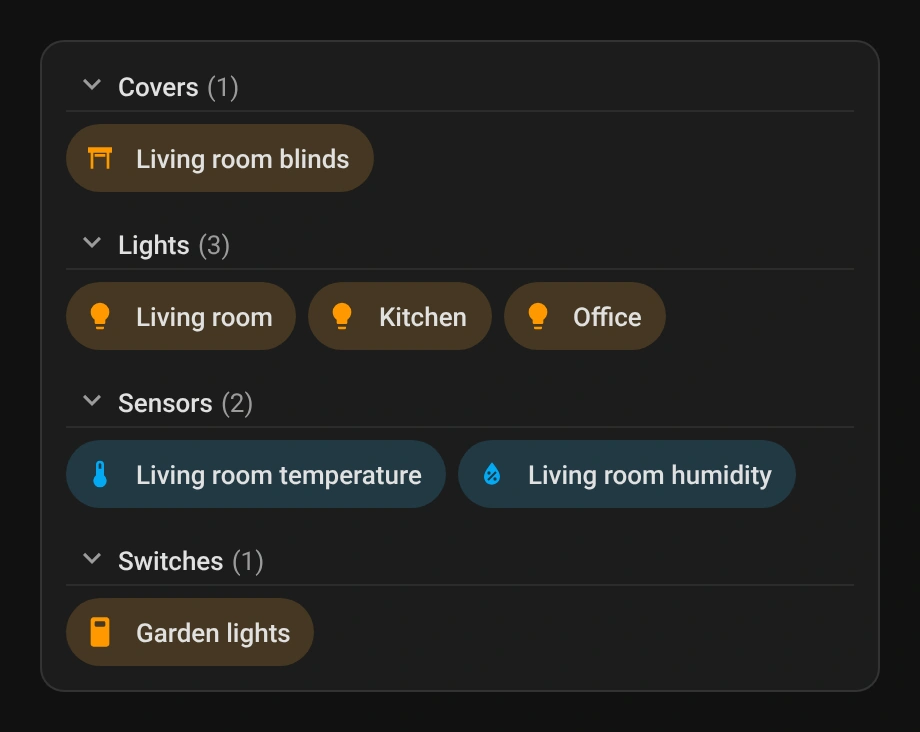 Covers (1)
Living room blinds
Lights (3)
Living room Kitchen Office
Sensors (2)
Living room temperature Living room humidity
Switches (1)
Garden lights